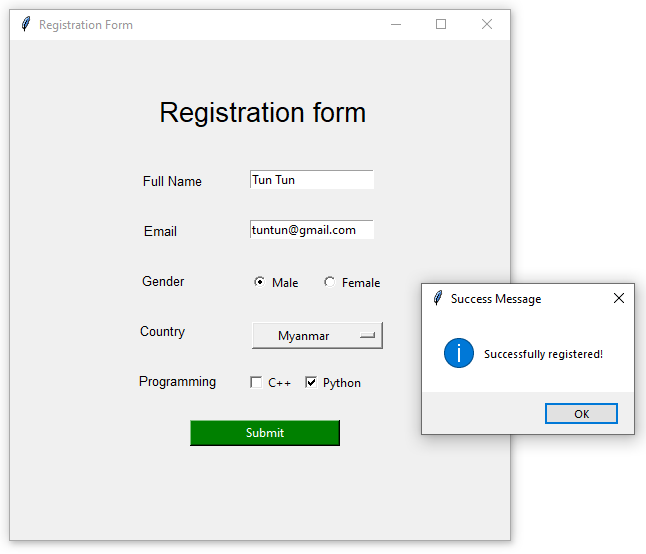 Registration Form
Registration form
Full Name Tun Tun
Email tuntun@gmail.com
Gender Male Female
Country Myanmar
Programming C++ Python
Submit
Success Message
Successfully registered!
OK